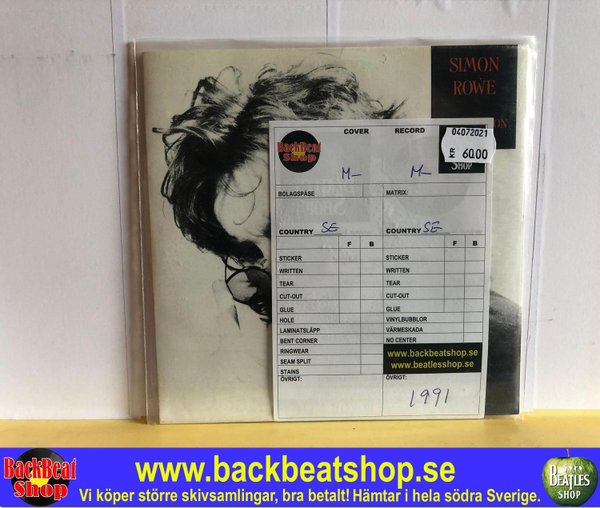 SIMON
ROWE
ON
COVER
RECORD
04072021
KR 60.00
BackBeat
Shop
SHOP
M-
M-
BOLAGSPÅSE
MATRIX:
COUNTRY SE
COUNTRY SE
F B
F B
STICKER
STICKER
WRITTEN
WRITTEN
TEAR
TEAR
CUT-OUT
CUT-OUT
GLUE
GLUE
HOLE
VINYLBUBBLOR
LAMINATSLÄPP
VÄRMESKADA
BENT CORNER
NO CENTER
RINGWEAR
SEAM SPLIT
STAINS
www.backbeatshop.se
www.beatlesshop.se
ÖVRIGT:
ÖVRIGT:
1991
BackBeat
Shop
www.backbeatshop.se
Vi köper större skivsamlingar, bra betalt! Hämtar i hela södra Sverige.
BEATLES
SHOP